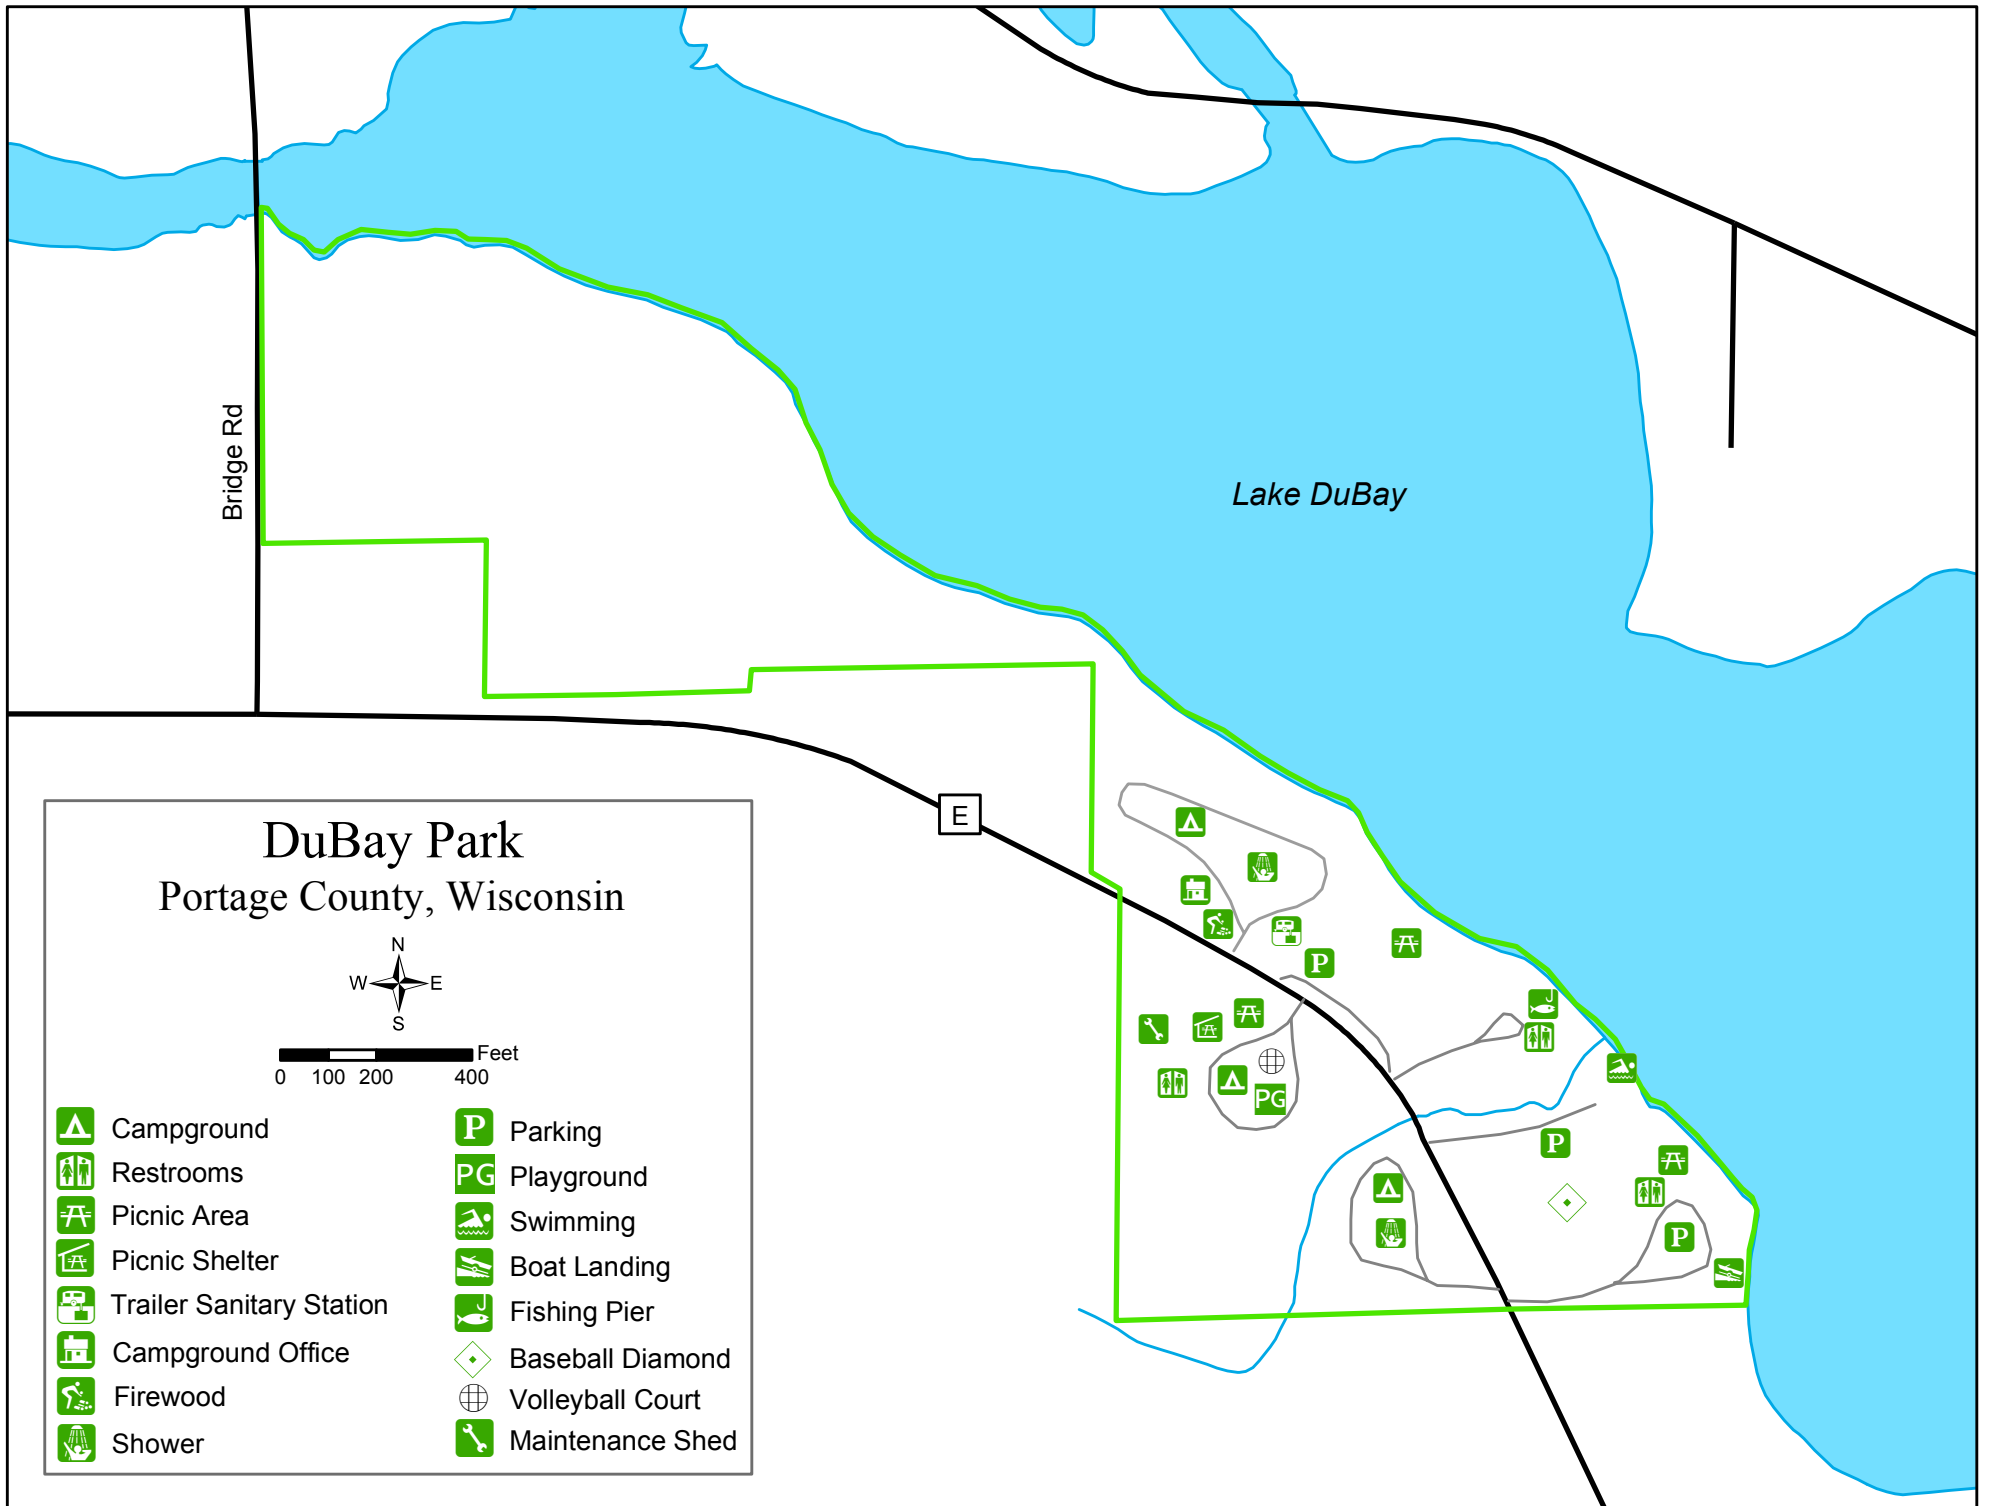 Bridge Rd
Lake DuBay
E
DuBay Park
Portage County, Wisconsin
N
W E
S
Feet
0 100 200 400
Campground
Restrooms
Picnic Area
Picnic Shelter
Trailer Sanitary Station
Campground Office
Firewood
Shower
P Parking
PG Playground
Swimming
Boat Landing
Fishing Pier
Baseball Diamond
Volleyball Court
Maintenance Shed
P
PG
P
P